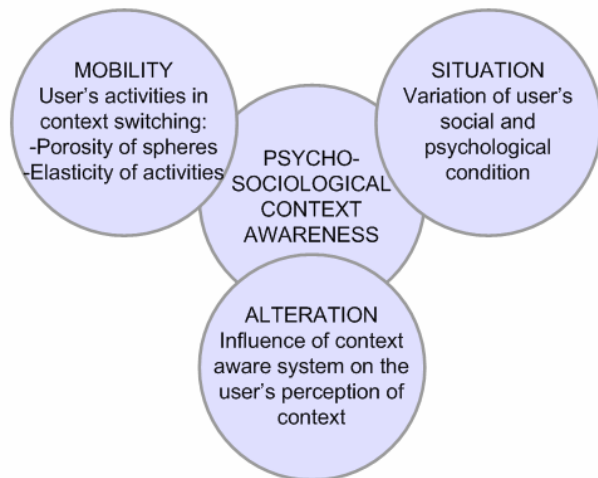 MOBILITY
User's activities in
context switching:
-Porosity of spheres
-Elasticity of activities
SITUATION
Variation of user's
social and
psychological
condition
PSYCHO-
SOCIOLOGICAL
CONTEXT
AWARENESS
ALTERATION
Influence of context
aware system on the
user's perception of
context